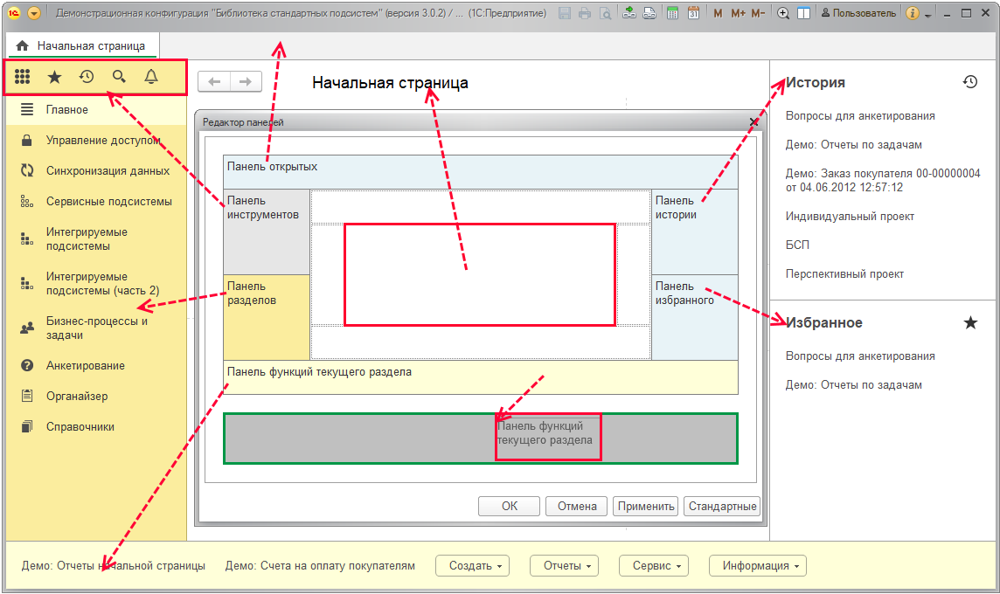 Демонстрационная конфигурация "Библиотека стандартных подсистем" (версия 3.0.2) / ... (1С:Предприятие)
31
M M+ M-
Пользователь
Начальная страница
Главное
Управление доступом
Синхронизация данных
Сервисные подсистемы
Интегрируемые
подсистемы
Интегрируемые
подсистемы (часть 2)
Бизнес-процессы и
задачи
Анкетирование
Органайзер
Справочники
Начальная страница
Редактор панелей
Панель открытых
Панель
инструментов
Панель
истории
Панель
разделов
Панель
избранного
Панель функций текущего раздела
Панель функций
текущего раздела
ОК
Отмена
Применить
Стандартные
История
Вопросы для анкетирования
Демо: Отчеты по задачам
Демо: Заказ покупателя 00-00000004
от 04.06.2012 12:57:12
Индивидуальный проект
БСП
Перспективный проект
Избранное
Вопросы для анкетирования
Демо: Отчеты по задачам
Демо: Отчеты начальной страницы
Демо: Счета на оплату покупателям
Создать
Отчеты
Сервис
Информация